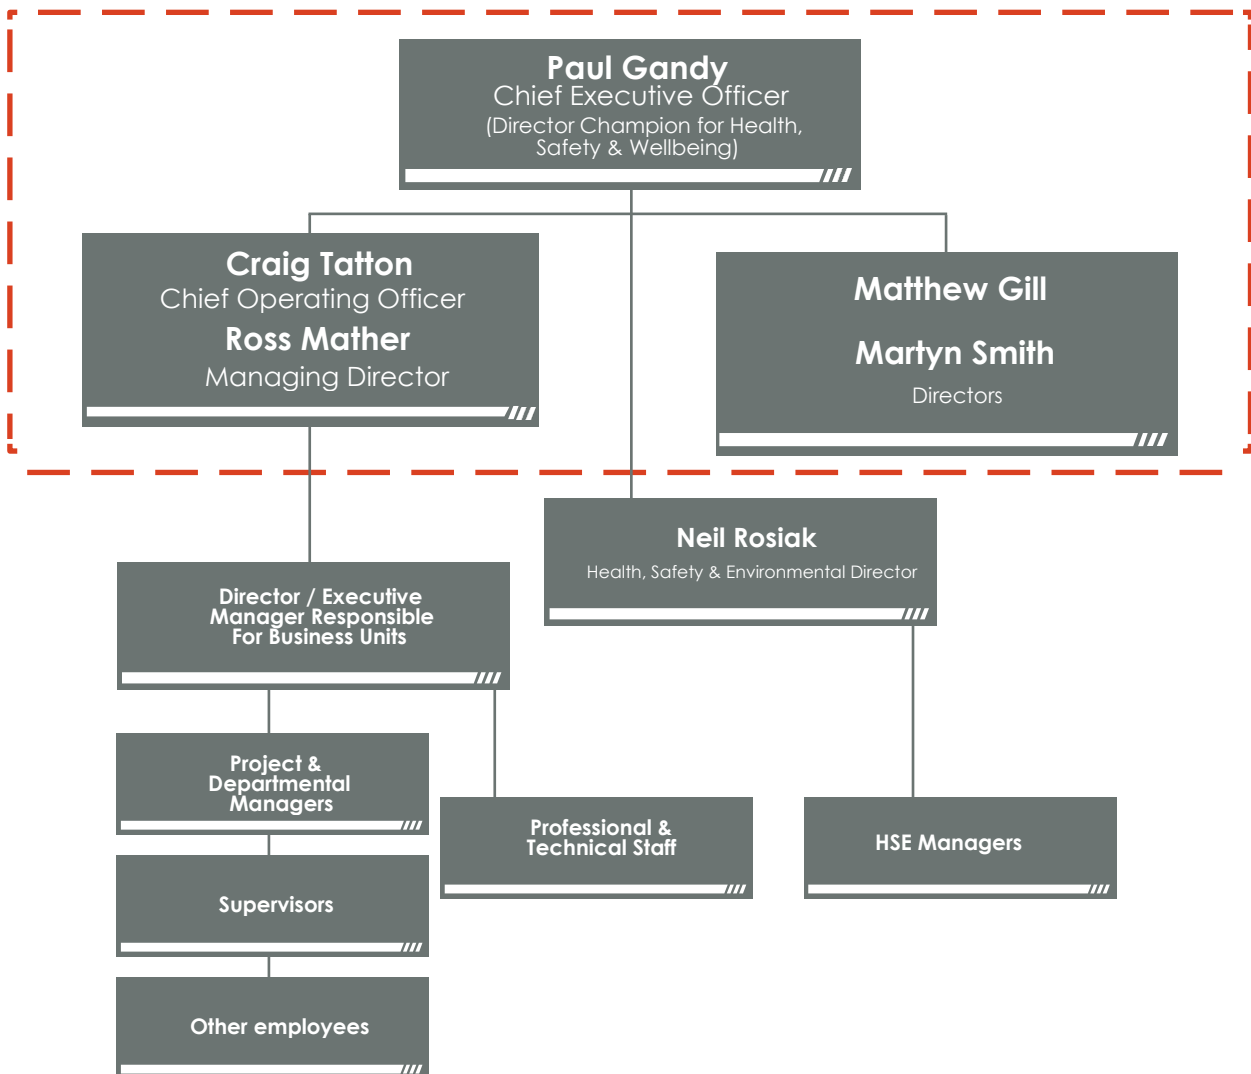 Paul Gandy
Chief Executive Officer
(Director Champion for Health,
Safety & Wellbeing)
Craig Tatton
Chief Operating Officer
Ross Mather
Managing Director
Matthew Gill
Martyn Smith
Directors
Neil Rosiak
Health, Safety & Environmental Director
Director / Executive
Manager Responsible
For Business Units
Project &
Departmental
Managers
Professional &
Technical Staff
HSE Managers
Supervisors
Other employees